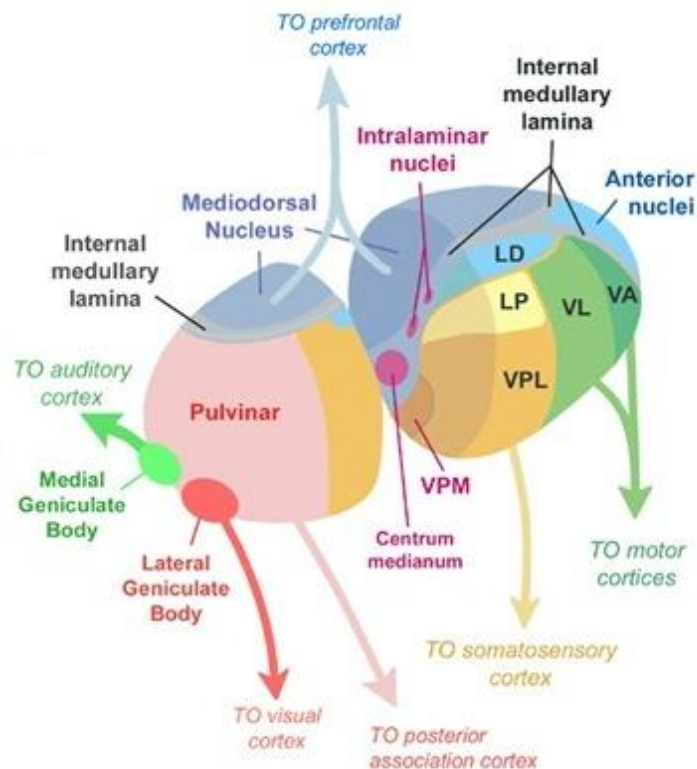 TO prefrontal
cortex
Internal
medullary
lamina
Intralaminar
nuclei
Anterior
nuclei
Mediodorsal
Nucleus
Internal
medullary
lamina
LD
LP
VL
VA
TO auditory
cortex
Pulvinar
VPL
VPM
Medial
Geniculate
Body
Centrum
medianum
Lateral
Geniculate
Body
TO motor
cortices
TO somatosensory
cortex
TO visual
cortex
TO posterior
association cortex